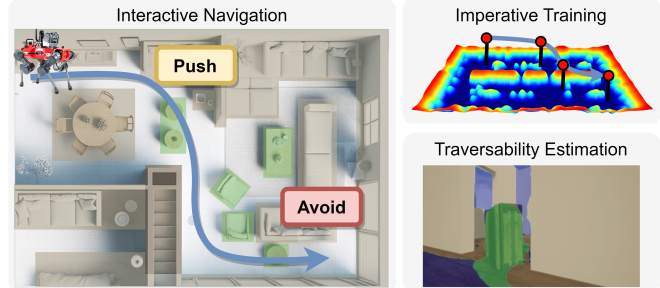 Interactive Navigation
Push
Avoid
Imperative Training
Traversability Estimation